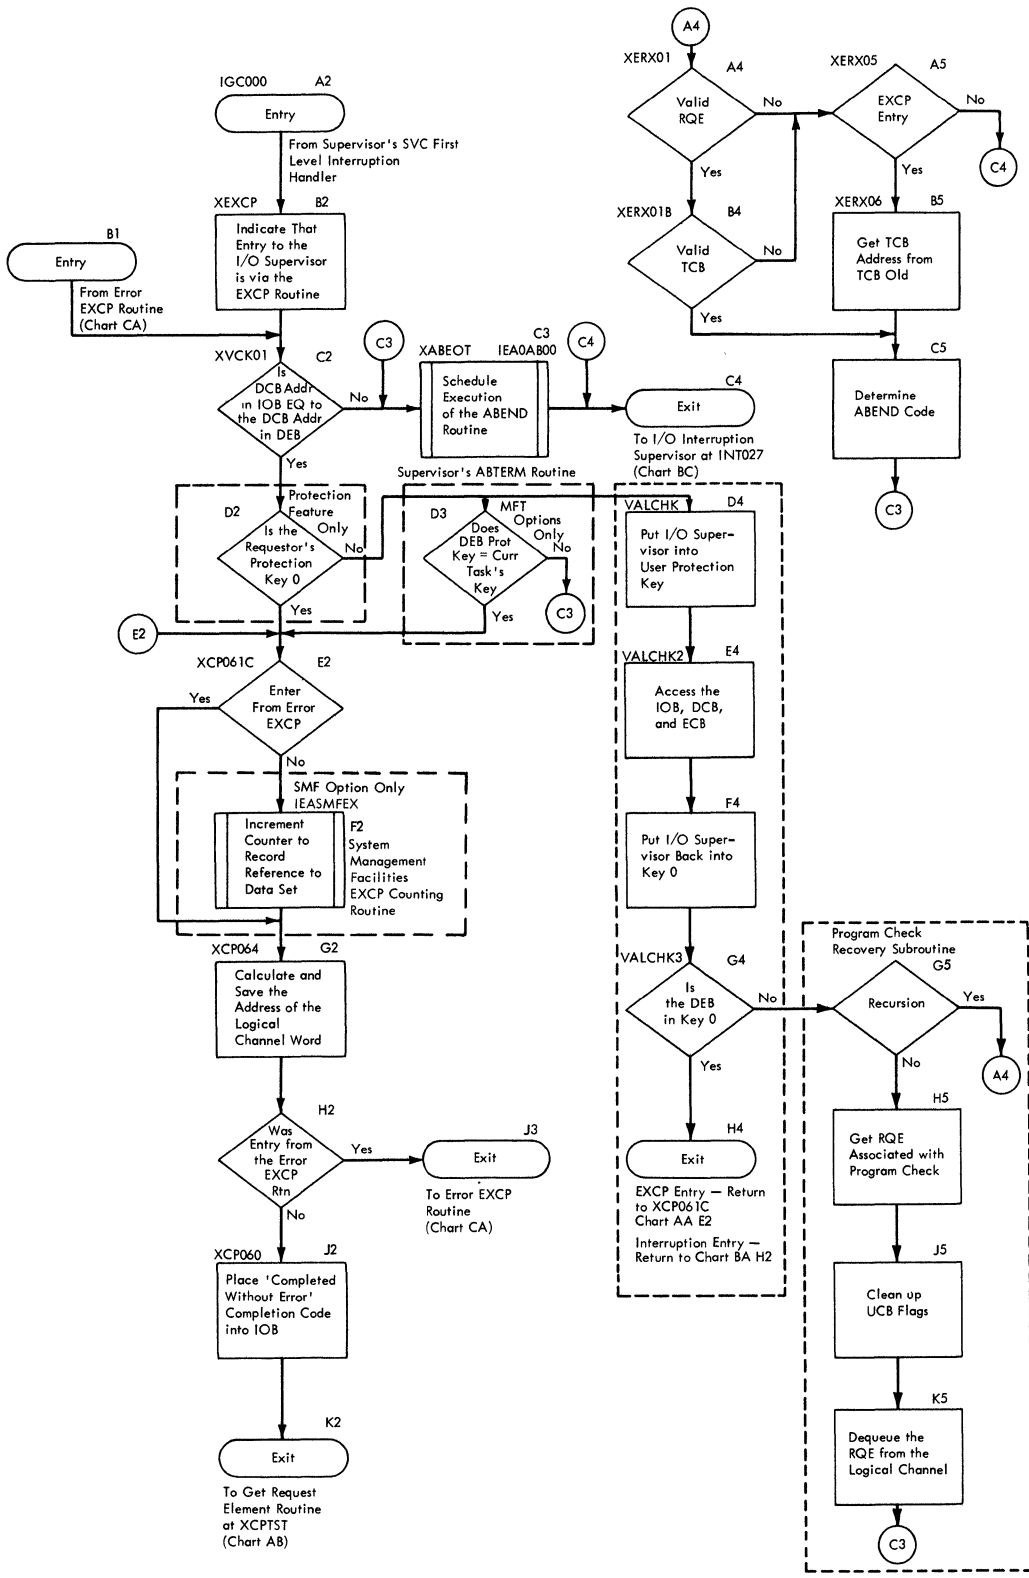 IGC000 A2
Entry
From Supervisor's SVC First
Level Interruption
Handler
XEXCP B2
Indicate That
Entry to the
I/O Supervisor
is via the
EXCP Routine
B1
Entry
From Error
EXCP Routine
(Chart CA)
XVCK01 C2
Is
DCB Addr
in IOB EQ to
the DCB Addr
in DEB
No
Yes
C3
XABEOT C3
IEA0AB00
Schedule
Execution
of the ABEND
Routine
Supervisor's ABTERM Routine
C4
C4
Exit
To I/O Interruption
Supervisor at INT027
(Chart BC)
Protection
Feature
Only
D2
Is the
Requestor's
Protection
Key 0
No
Yes
MFT
Options
Only
D3
Does
DEB Prot
Key = Curr
Task's
Key
No
Yes
C3
E2
XCP061C E2
Enter
From Error
EXCP
Yes
No
SMF Option Only
IEASMFEX
Increment
Counter to
Record
Reference to
Data Set
F2
System
Management
Facilities
EXCP Counting
Routine
XCP064 G2
Calculate and
Save the
Address of the
Logical
Channel Word
H2
Was
Entry from
the Error
EXCP
Rtn
Yes
No
J3
Exit
To Error EXCP
Routine
(Chart CA)
XCP060 J2
Place 'Completed
Without Error'
Completion Code
into IOB
K2
Exit
To Get Request
Element Routine
at XCPTST
(Chart AB)
VALCHK D4
Put I/O Super-
visor into
User Protection
Key
VALCHK2 E4
Access the
IOB, DCB,
and ECB
F4
Put I/O Super-
visor Back into
Key 0
VALCHK3 G4
Is
the DEB
in Key 0
No
Yes
H4
Exit
EXCP Entry — Return
to XCP061C
Chart AA E2
Interruption Entry —
Return to Chart BA H2
A4
XERX01 A4
Valid
RQE
No
Yes
XERX01B B4
Valid
TCB
No
Yes
XERX05 A5
EXCP
Entry
No
Yes
C4
XERX06 B5
Get TCB
Address from
TCB Old
C5
Determine
ABEND Code
C3
Program Check
Recovery Subroutine
G5
Recursion
Yes
No
A4
H5
Get RQE
Associated with
Program Check
J5
Clean up
UCB Flags
K5
Dequeue the
RQE from the
Logical Channel
C3